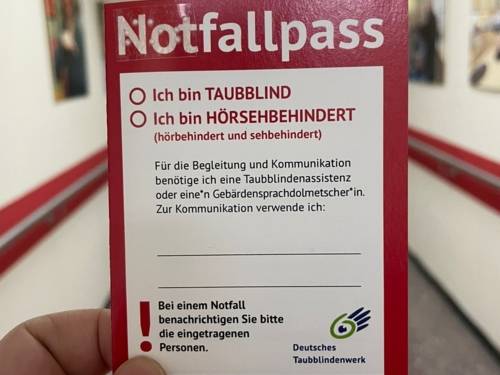 Notfallpass
Ich bin TAUBBLIND
Ich bin HÖRSEHBEHINDERT
(hörbehindert und sehbehindert)
Für die Begleitung und Kommunikation
benötige ich eine Taubblindenassistenz
oder eine*n Gebärdensprachdolmetscher*in.
Zur Kommunikation verwende ich:
Bei einem Notfall
benachrichtigen Sie bitte
die eingetragenen
Personen.
Deutsches
Taubblindenwerk